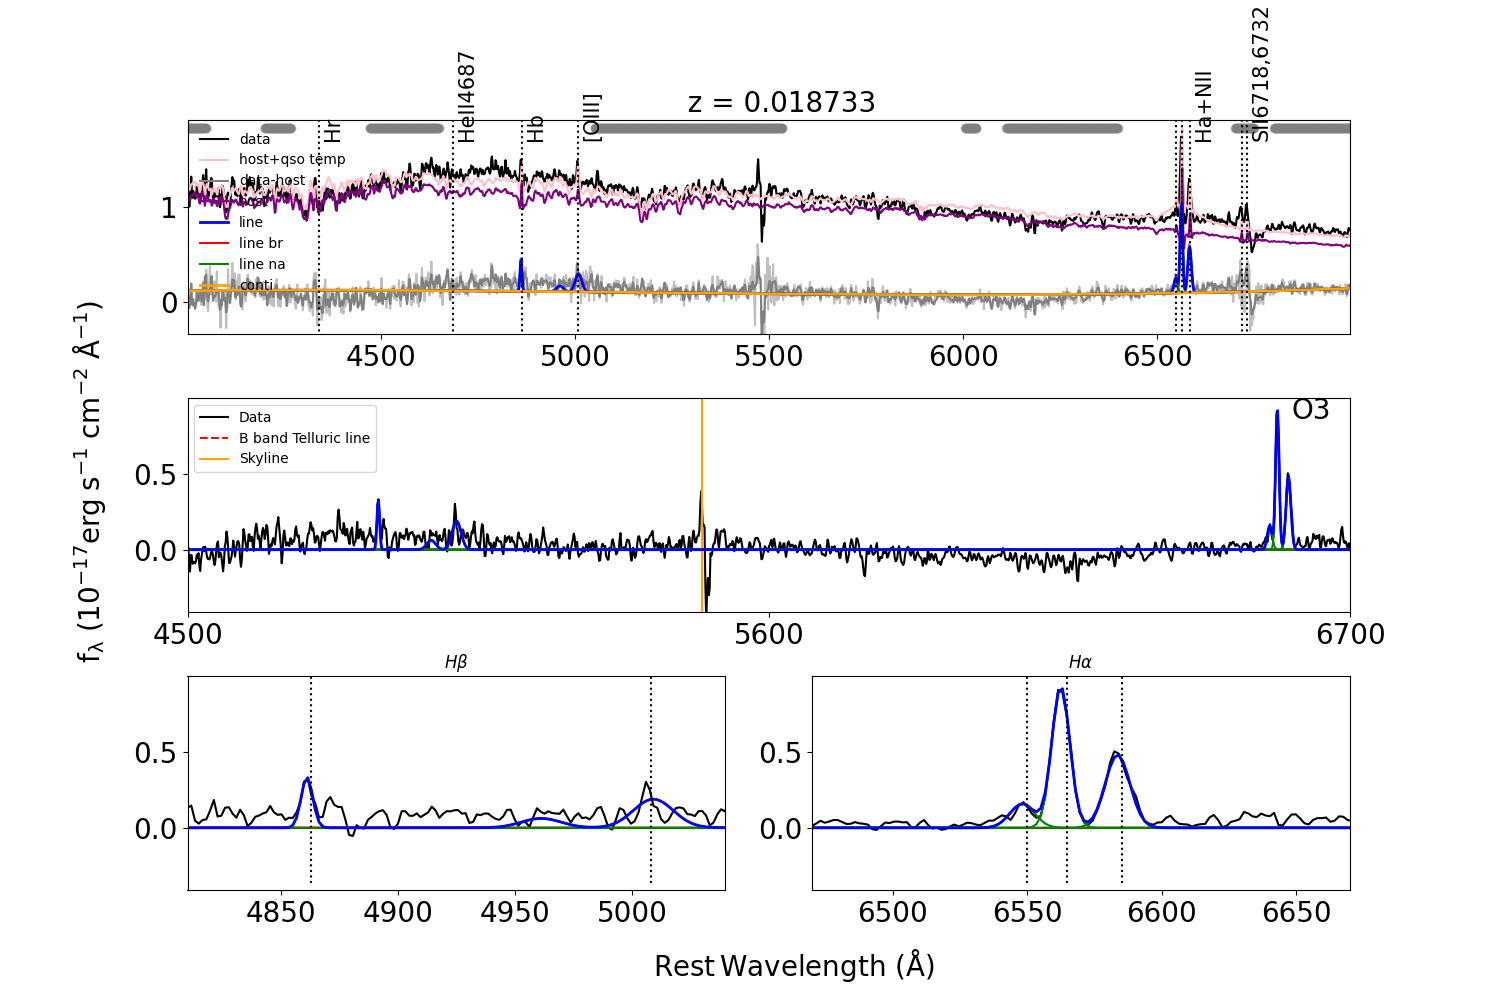 z = 0.018733
Hr
HeII4687
Hb
[OIII]
Ha+NII
SII6718,6732
data
host+qso temp
data-host
host
line
line br
line na
conti
1
0
4500
5000
5500
6000
6500
Data
B band Telluric line
Skyline
O3
0.5
0.0
4500
5600
6700
fλ (10−17erg s−1 cm−2 Å−1)
Hβ
0.5
0.0
4850
4900
4950
5000
Hα
0.5
0.0
6500
6550
6600
6650
Rest Wavelength (Å)